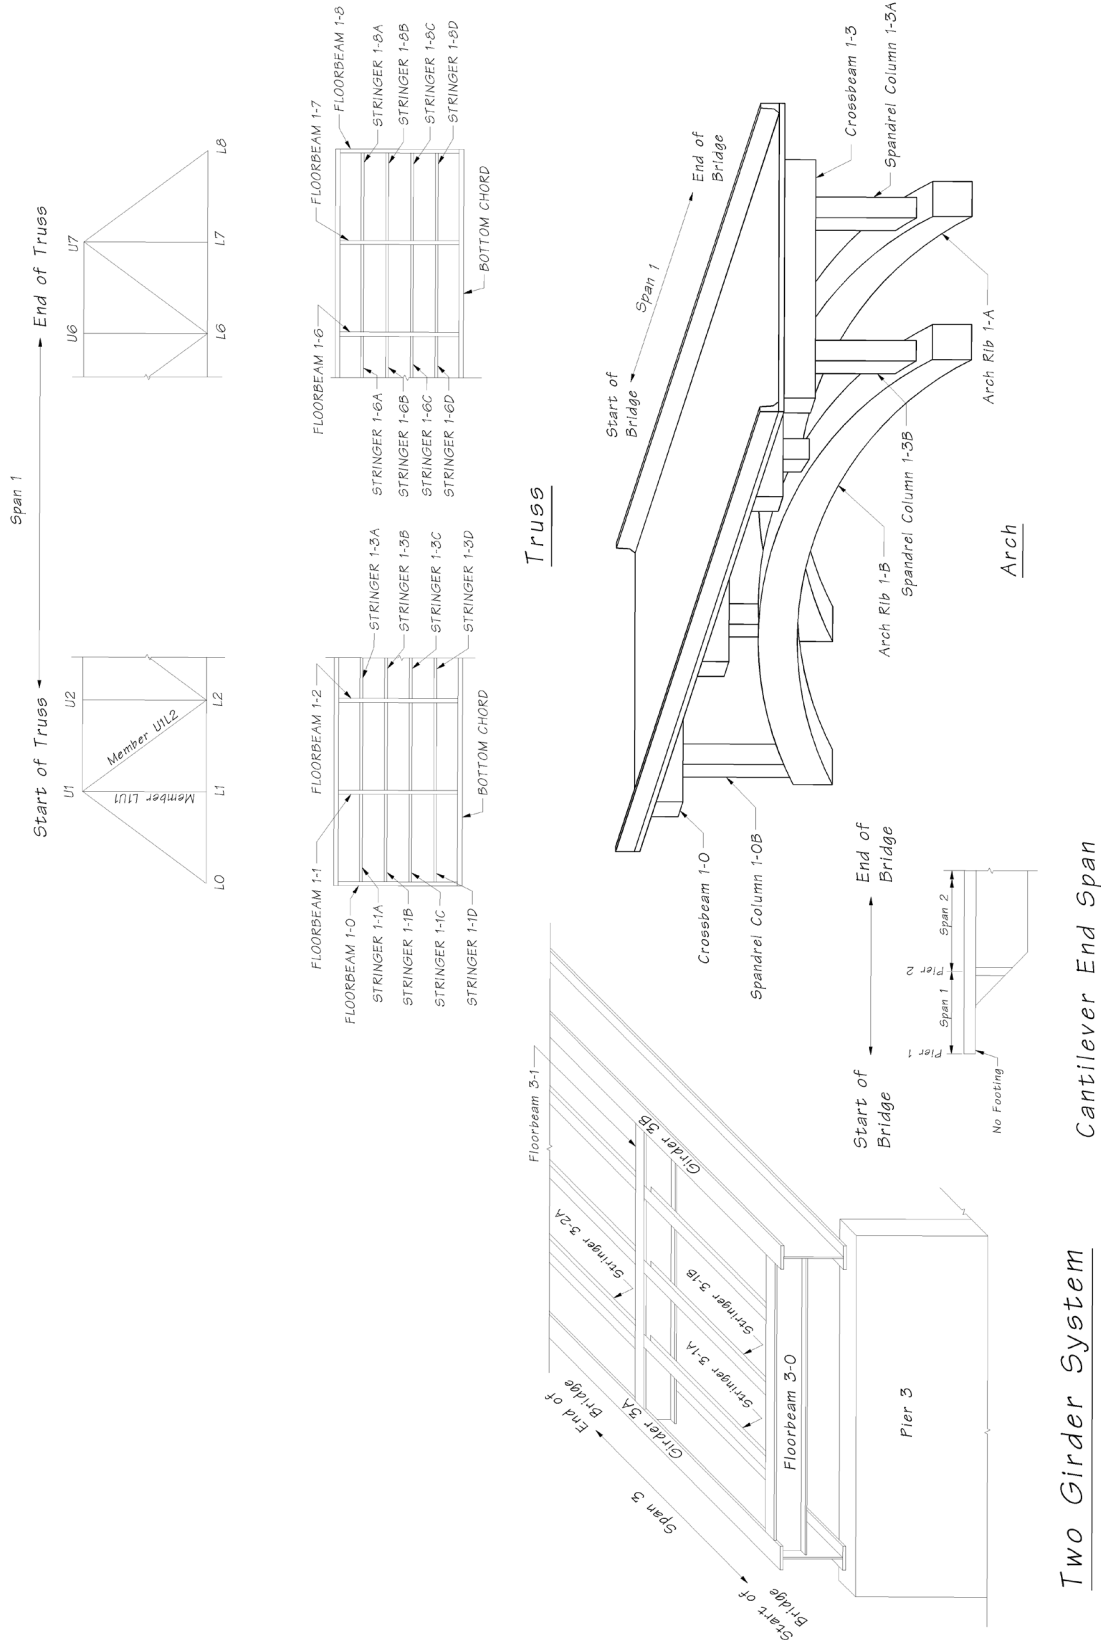 Span 1
Start of Truss
End of Truss
U1
U2
U6
U7
Member L1U1
Member U1L2
L0
L1
L2
L6
L7
L8
FLOORBEAM 1-1
FLOORBEAM 1-2
FLOORBEAM 1-6
FLOORBEAM 1-7
FLOORBEAM 1-0
FLOORBEAM 1-8
STRINGER 1-1A
STRINGER 1-1B
STRINGER 1-1C
STRINGER 1-1D
STRINGER 1-3A
STRINGER 1-3B
STRINGER 1-3C
STRINGER 1-3D
STRINGER 1-6A
STRINGER 1-6B
STRINGER 1-6C
STRINGER 1-6D
STRINGER 1-8A
STRINGER 1-8B
STRINGER 1-8C
STRINGER 1-8D
BOTTOM CHORD
BOTTOM CHORD
Truss
Floorbeam 3-1
Girder 3B
Stringer 3-2A
Stringer 3-1B
Stringer 3-1A
Girder 3A
Floorbeam 3-0
End of
Bridge
Span 3
Start of
Bridge
Pier 3
Two Girder System
Start of
Bridge
Span 1
End of
Bridge
Crossbeam 1-0
Spandrel Column 1-0B
Arch Rib 1-B
Spandrel Column 1-3B
Arch Rib 1-A
Crossbeam 1-3
Spandrel Column 1-3A
Arch
Start of
Bridge
End of
Bridge
Pier 1
Span 1
Pier 2
Span 2
No Footing
Cantilever End Span